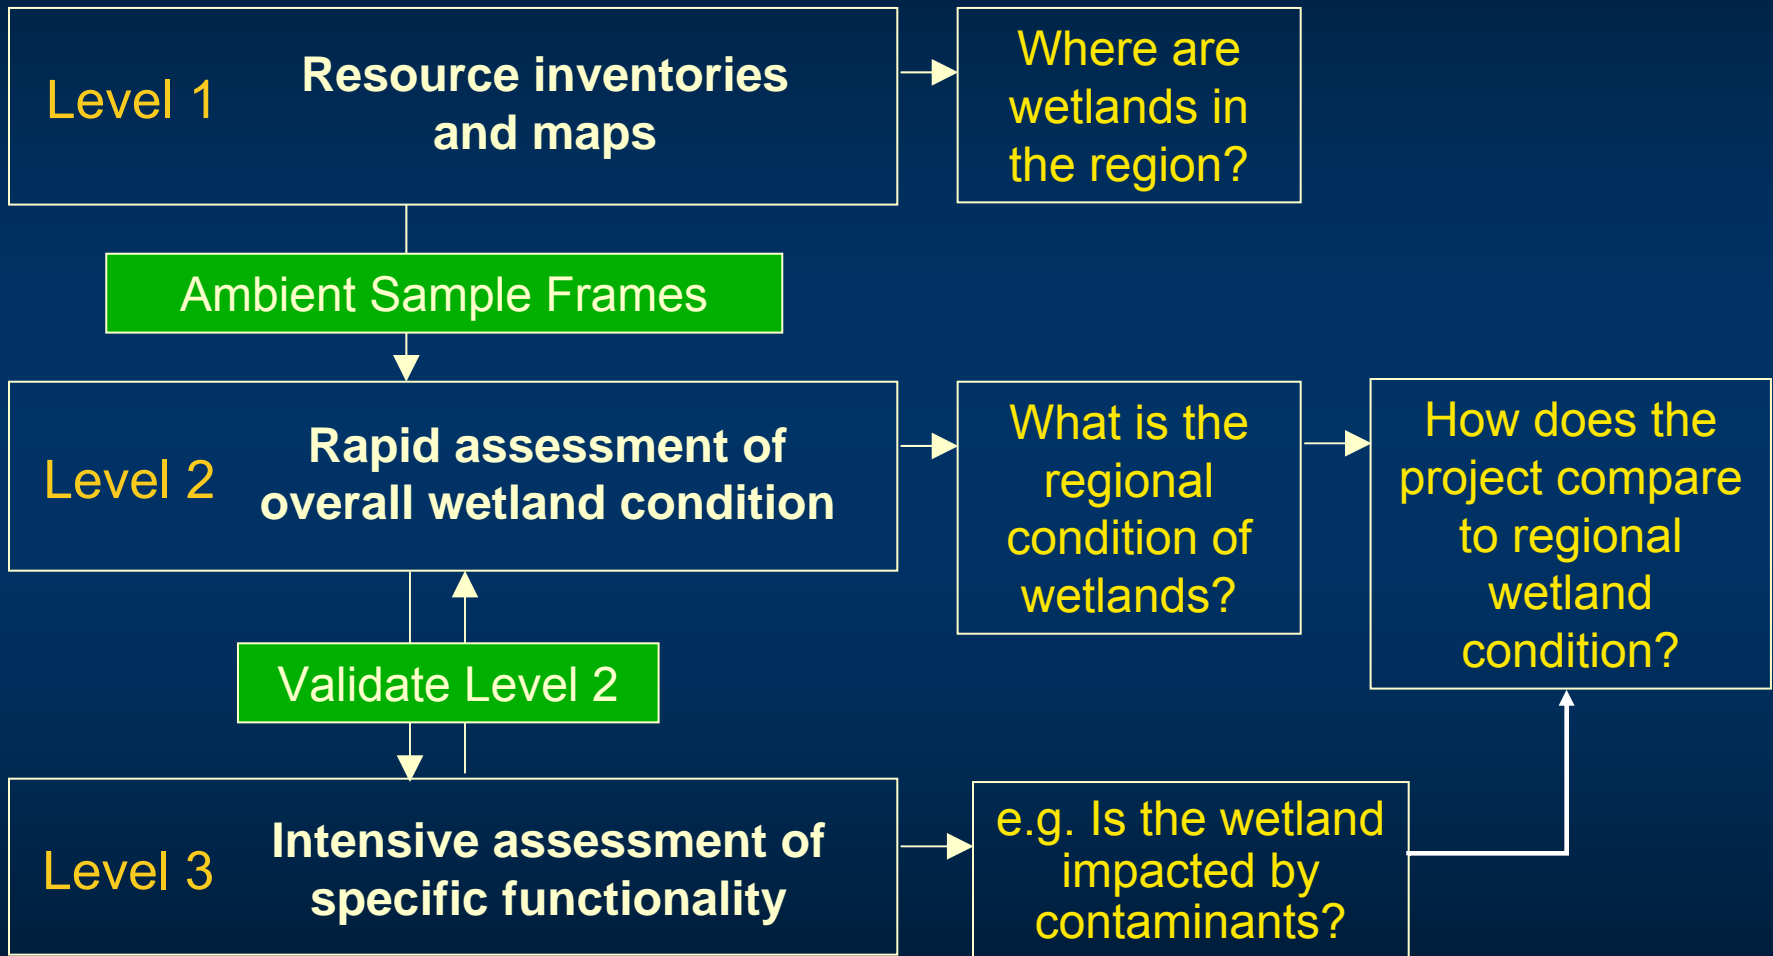 Level 1
Resource inventories
and maps
Where are
wetlands in
the region?
Ambient Sample Frames
Level 2
Rapid assessment of
overall wetland condition
What is the
regional
condition of
wetlands?
How does the
project compare
to regional
wetland
condition?
Validate Level 2
Level 3
Intensive assessment of
specific functionality
e.g. Is the wetland
impacted by
contaminants?